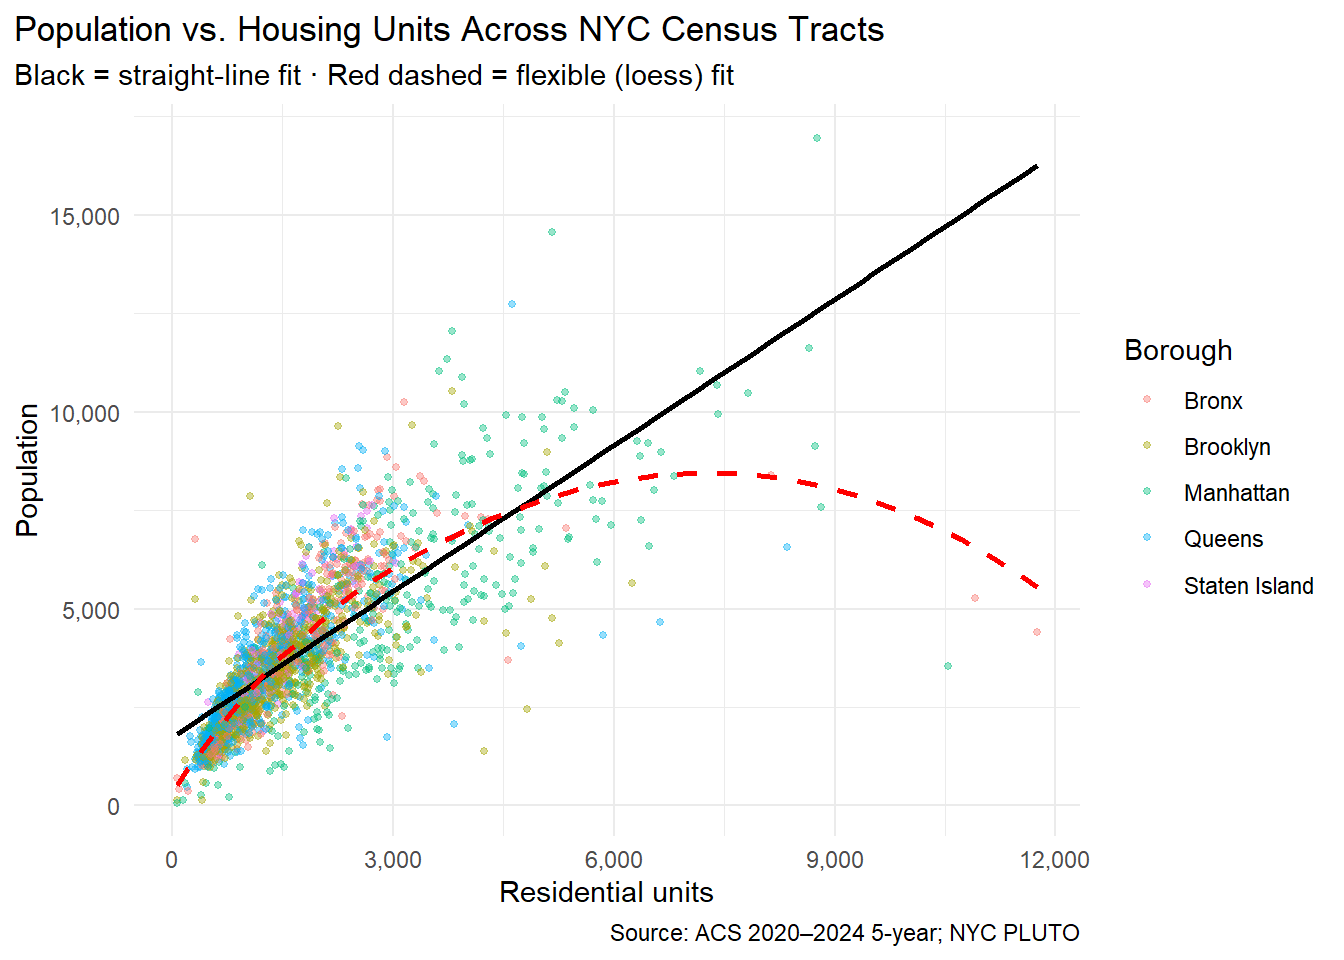 Population vs. Housing Units Across NYC Census Tracts
Black = straight-line fit · Red dashed = flexible (loess) fit
Population
15,000
10,000
5,000
0
0
3,000
6,000
9,000
12,000
Residential units
Borough
Bronx
Brooklyn
Manhattan
Queens
Staten Island
Source: ACS 2020–2024 5-year; NYC PLUTO